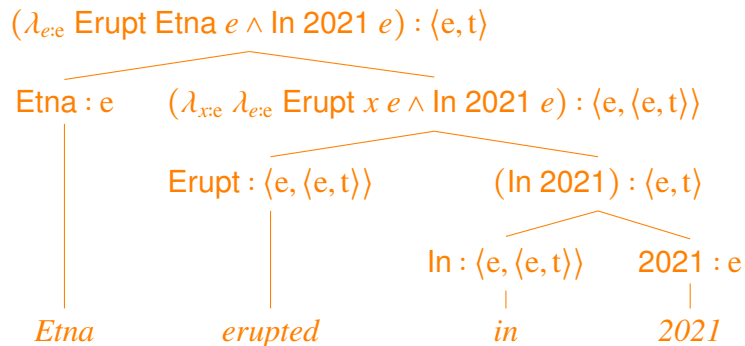 (λe:e Erupt Etna e ∧ In 2021 e) : ⟨e, t⟩
Etna : e (λx:e λe:e Erupt x e ∧ In 2021 e) : ⟨e, ⟨e, t⟩⟩
Erupt : ⟨e, ⟨e, t⟩⟩ (In 2021) : ⟨e, t⟩
In : ⟨e, ⟨e, t⟩⟩ 2021 : e
Etna erupted in 2021